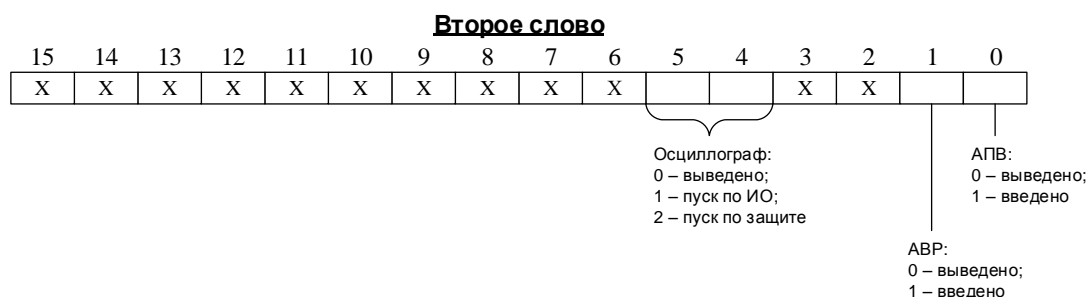 Второе слово
15 14 13 12 11 10 9 8 7 6 5 4 3 2 1 0
X X X X X X X X X X X X
Осциллограф:
0 – выведено;
1 – пуск по ИО;
2 – пуск по защите
АПВ:
0 – выведено;
1 – введено
АВР:
0 – выведено;
1 – введено